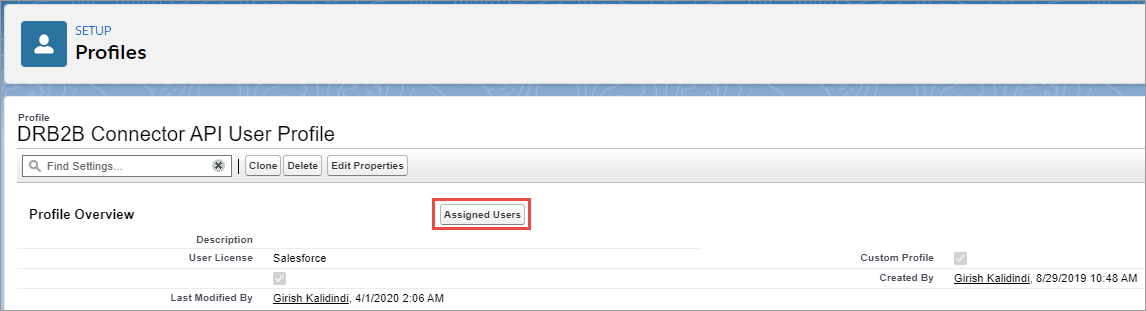 SETUP
Profiles
Profile
DRB2B Connector API User Profile
Find Settings...
Clone
Delete
Edit Properties
Profile Overview
Assigned Users
Description
User License Salesforce
Custom Profile
Created By Girish Kalidindi, 8/29/2019 10:48 AM
Last Modified By Girish Kalidindi, 4/1/2020 2:06 AM